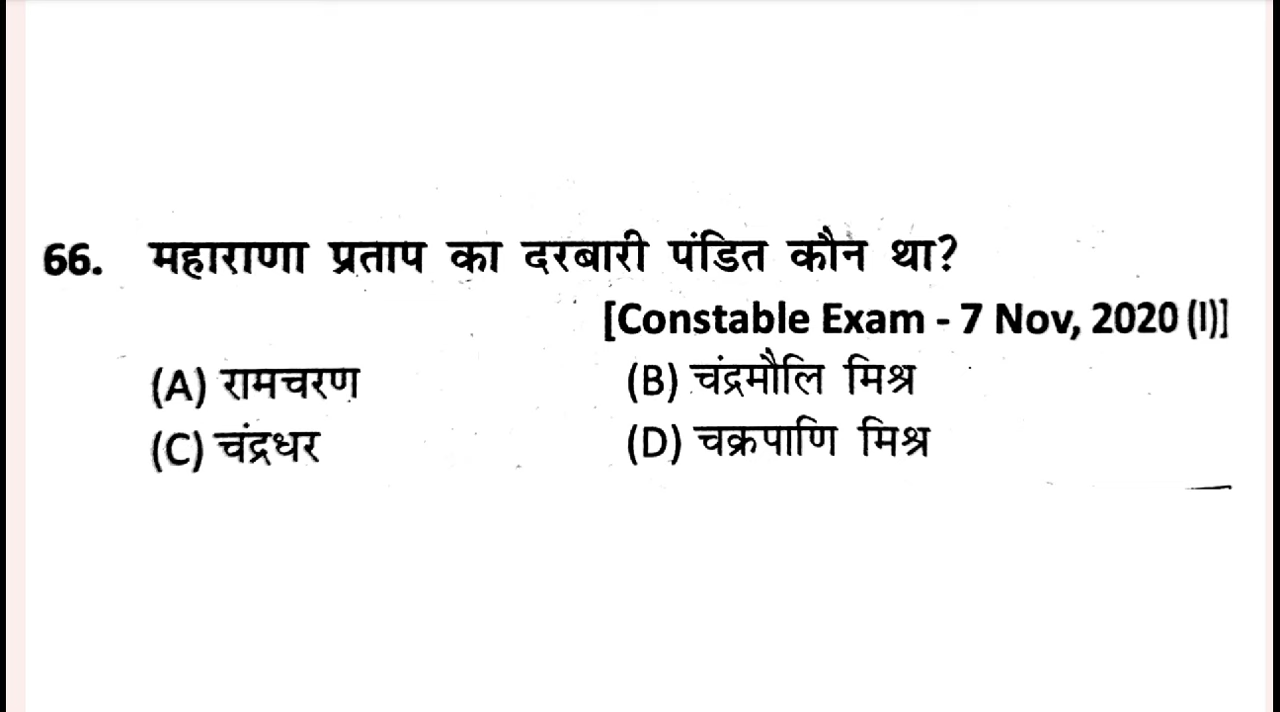 66. महाराणा प्रताप का दरबारी पंडित कौन था?
[Constable Exam - 7 Nov, 2020 (I)]
(A) रामचरण (B) चंद्रमौलि मिश्र
(C) चंद्रधर (D) चक्रपाणि मिश्र